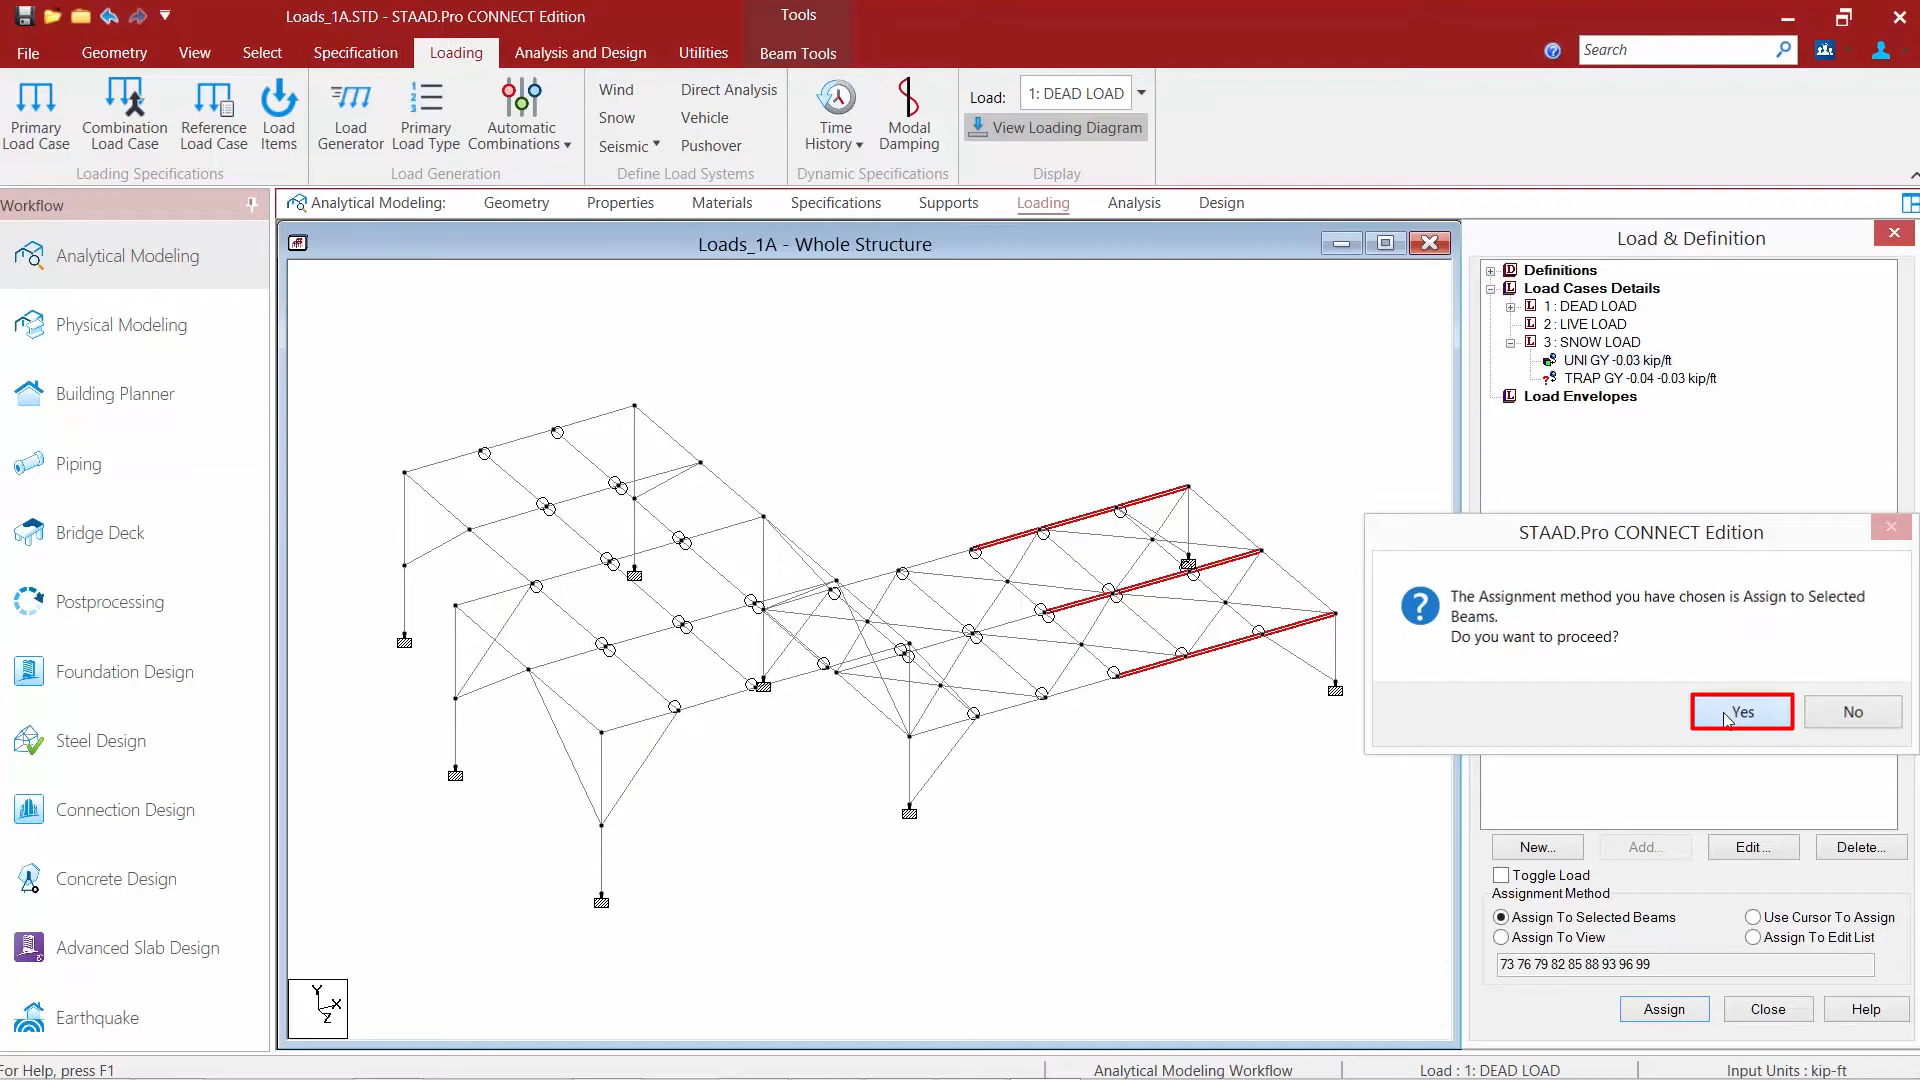 Loads_1A.STD - STAAD.Pro CONNECT Edition
Tools
File
Geometry
View
Select
Specification
Loading
Analysis and Design
Utilities
Beam Tools
Search
Primary Load Case
Combination Load Case
Reference Load Case
Load Items
Loading Specifications
Load Generator
Primary Load Type
Automatic Combinations
Load Generation
Wind
Snow
Seismic
Direct Analysis
Vehicle
Pushover
Define Load Systems
Time History
Modal Damping
Dynamic Specifications
Load: 1: DEAD LOAD
View Loading Diagram
Display
Workflow
Analytical Modeling: Geometry Properties Materials Specifications Supports Loading Analysis Design
Analytical Modeling
Physical Modeling
Building Planner
Piping
Bridge Deck
Postprocessing
Foundation Design
Steel Design
Connection Design
Concrete Design
Advanced Slab Design
Earthquake
Loads_1A - Whole Structure
Y
X
Z
Load & Definition
D Definitions
L Load Cases Details
L 1 : DEAD LOAD
L 2 : LIVE LOAD
L 3 : SNOW LOAD
UNI GY -0.03 kip/ft
TRAP GY -0.04 -0.03 kip/ft
L Load Envelopes
STAAD.Pro CONNECT Edition
The Assignment method you have chosen is Assign to Selected
Beams.
Do you want to proceed?
Yes
No
New...
Add...
Edit...
Delete...
Toggle Load
Assignment Method
Assign To Selected Beams
Use Cursor To Assign
Assign To View
Assign To Edit List
73 76 79 82 85 88 93 96 99
Assign
Close
Help
For Help, press F1
Analytical Modeling Workflow
Load : 1: DEAD LOAD
Input Units : kip-ft